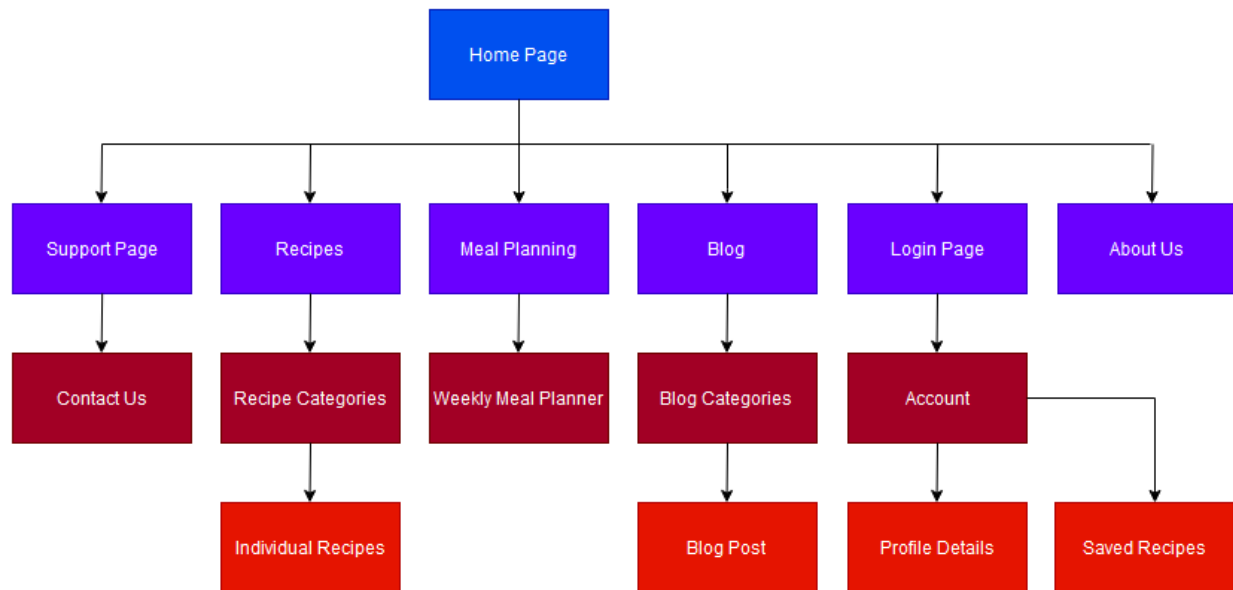 Home Page
Support Page
Recipes
Meal Planning
Blog
Login Page
About Us
Contact Us
Recipe Categories
Weekly Meal Planner
Blog Categories
Account
Individual Recipes
Blog Post
Profile Details
Saved Recipes